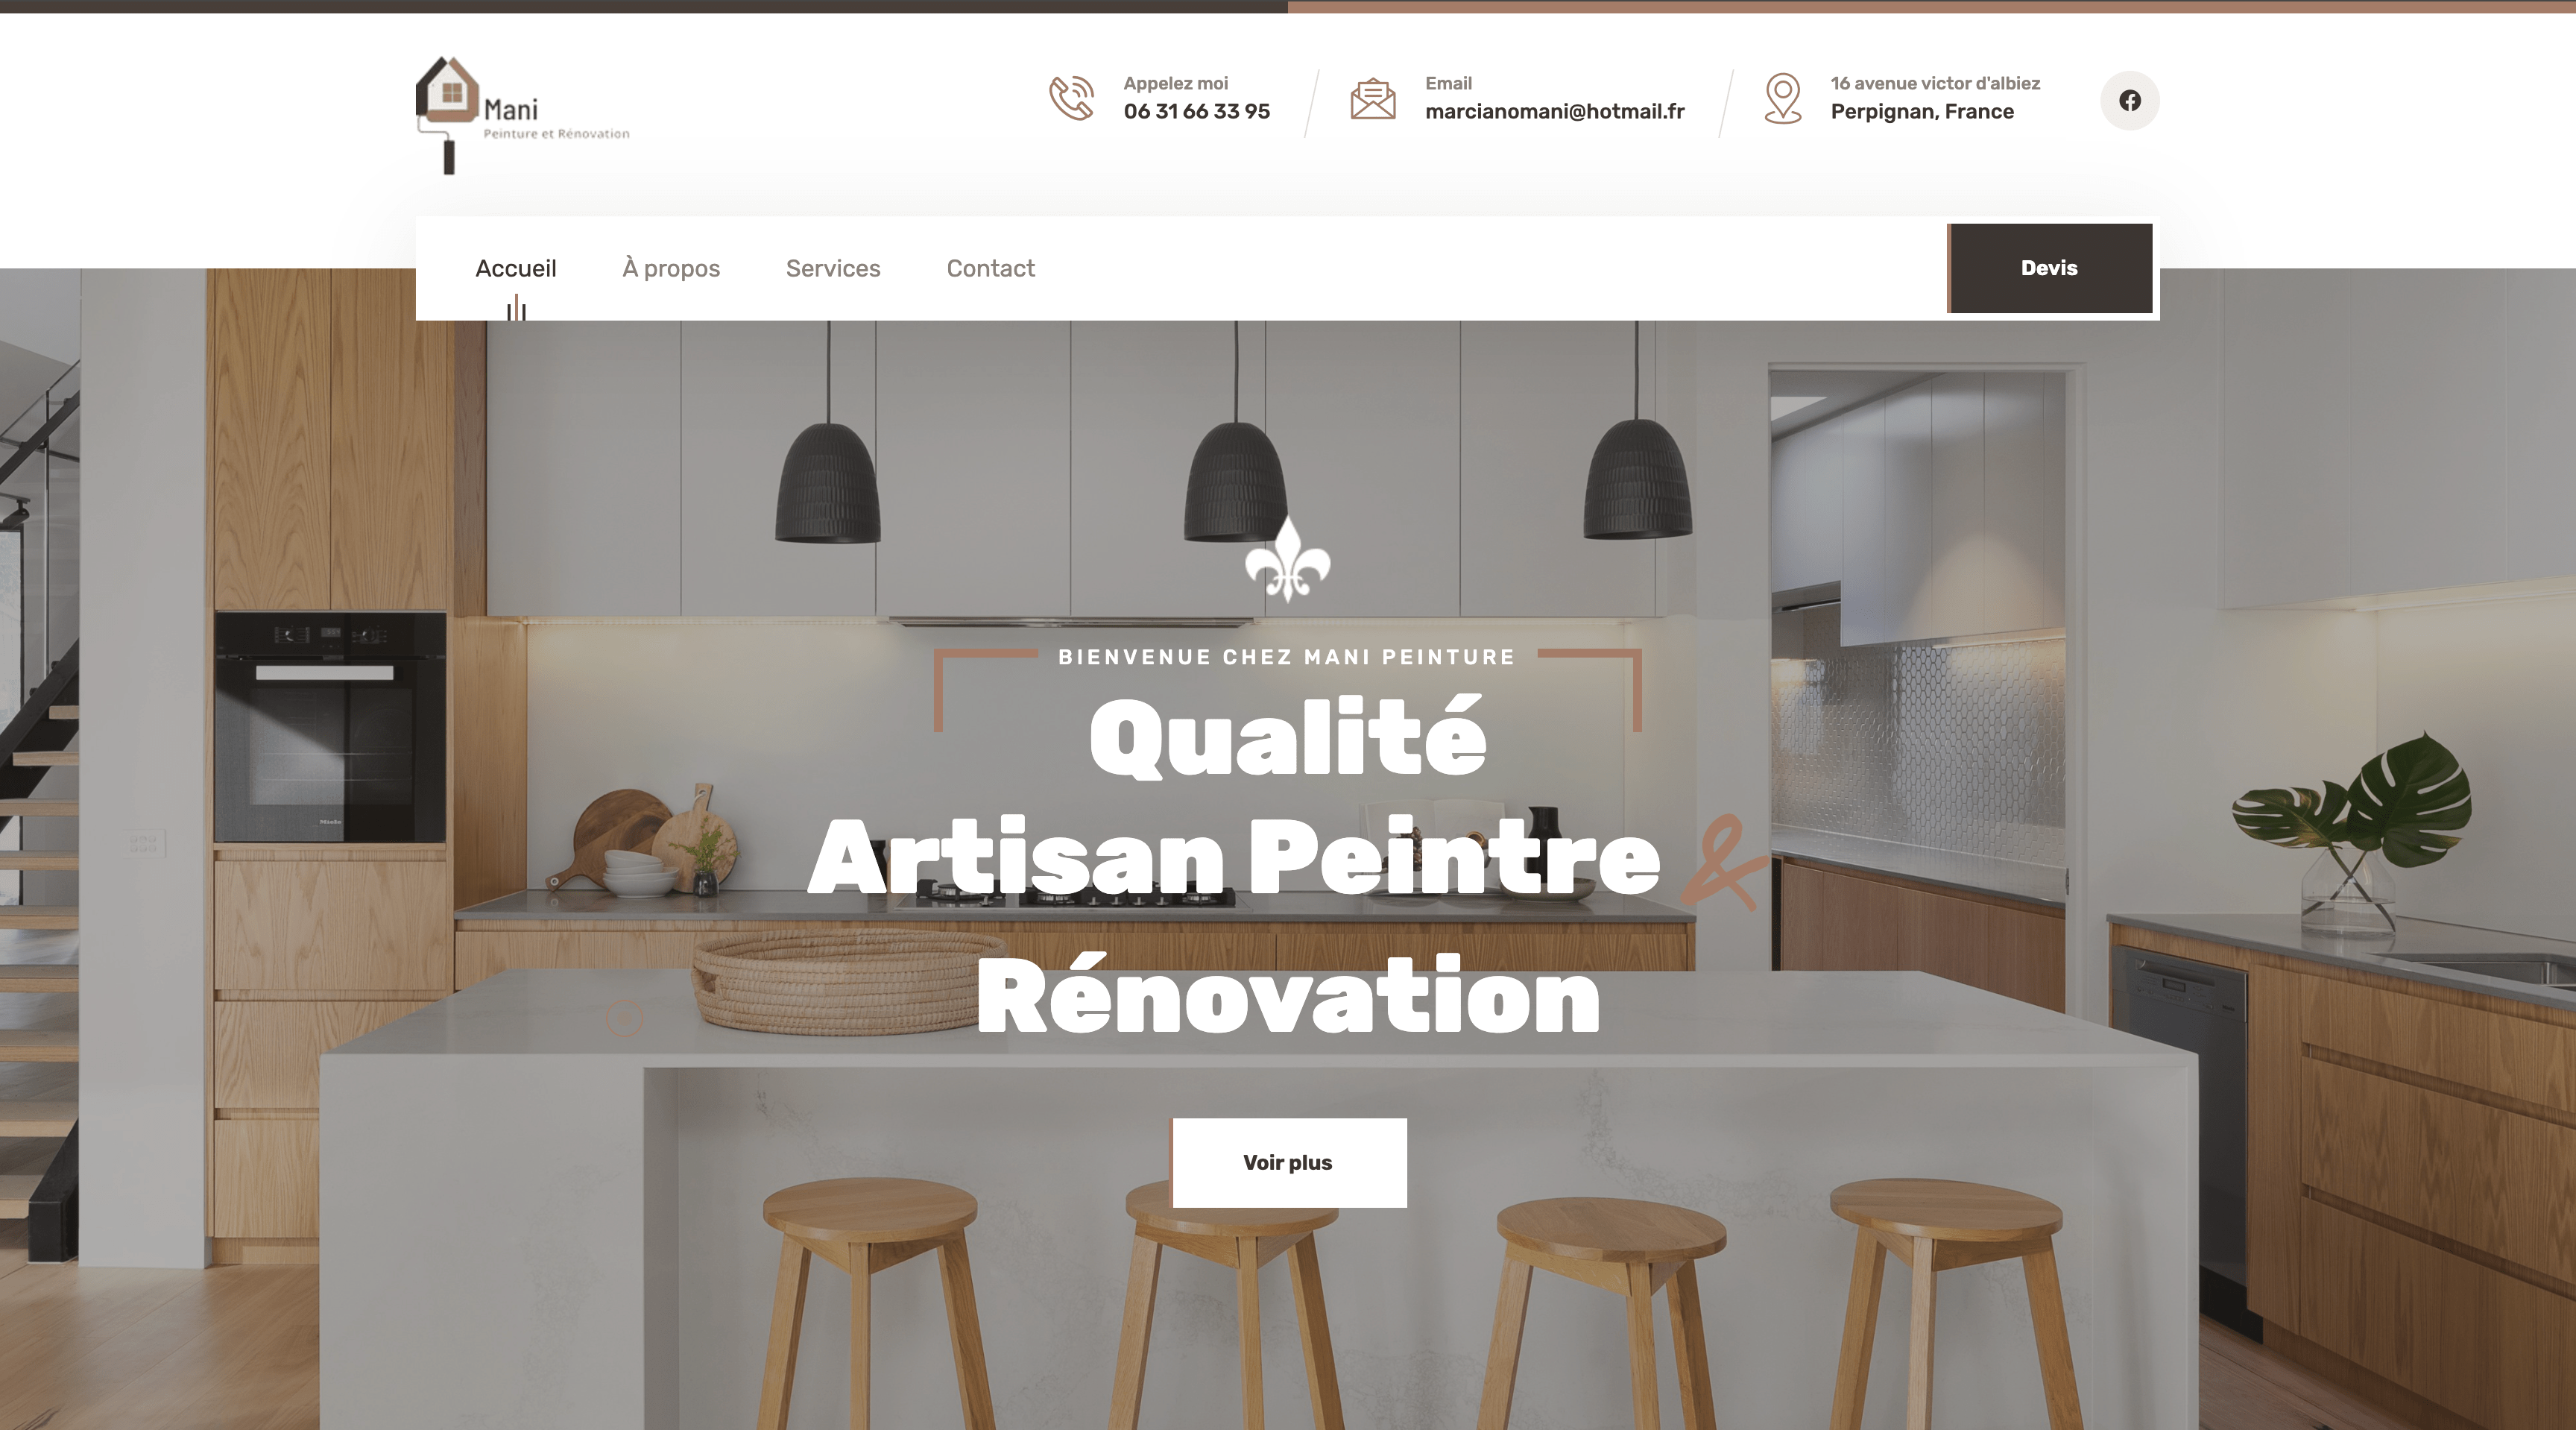 Mani
Peinture et Rénovation
Appelez moi
06 31 66 33 95
Email
marcianomani@hotmail.fr
16 avenue victor d'albiez
Perpignan, France
Accueil
À propos
Services
Contact
Devis
BIENVENUE CHEZ MANI PEINTURE
Qualité
Artisan Peintre &
Rénovation
Voir plus
Miele